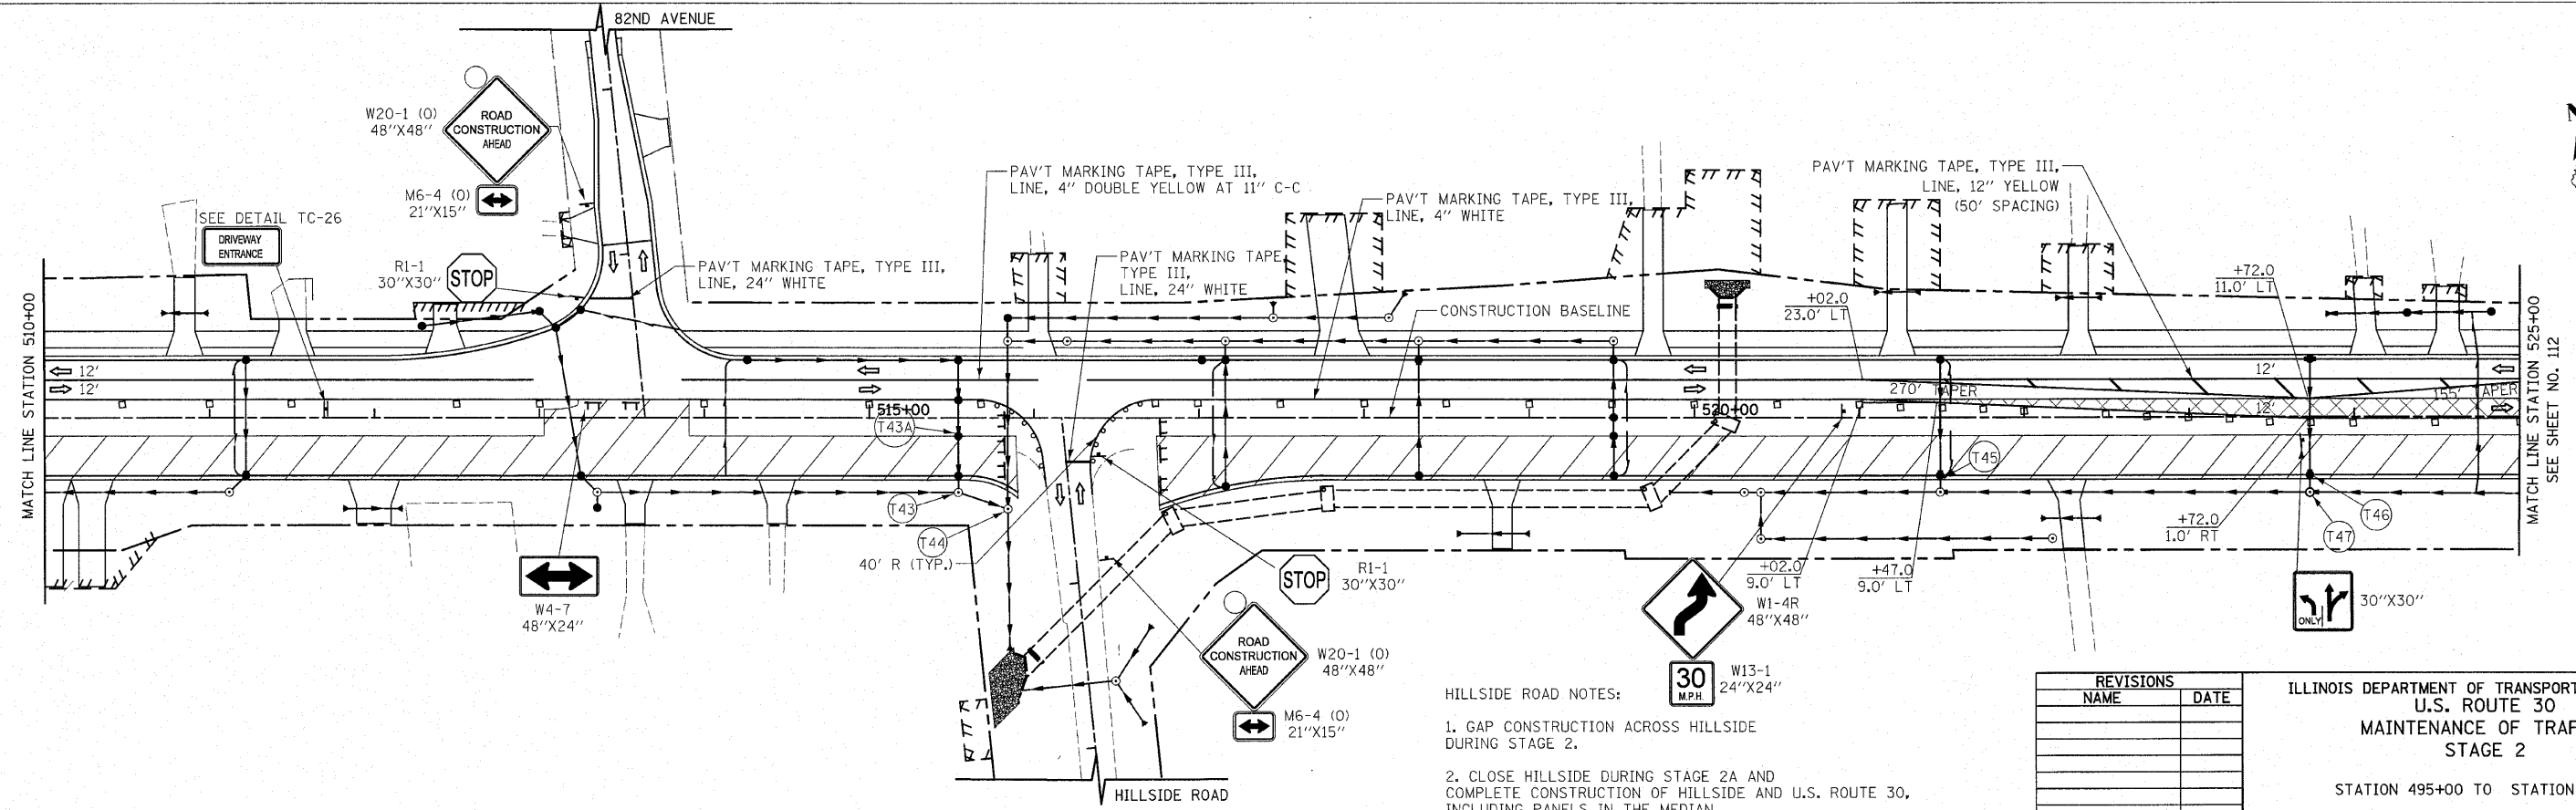 82ND AVENUE
W20-1 (O)
48"X48"
ROAD
CONSTRUCTION
AHEAD
M6-4 (O)
21"X15"
SEE DETAIL TC-26
DRIVEWAY
ENTRANCE
R1-1
30"X30"
STOP
PAV'T MARKING TAPE, TYPE III,
LINE, 24" WHITE
PAV'T MARKING TAPE, TYPE III,
LINE, 4" DOUBLE YELLOW AT 11" C-C
PAV'T MARKING TAPE
TYPE III,
LINE, 24" WHITE
PAV'T MARKING TAPE, TYPE III,
LINE, 4" WHITE
CONSTRUCTION BASELINE
PAV'T MARKING TAPE, TYPE III,
LINE, 12" YELLOW
(50' SPACING)
+02.0
23.0' LT
+72.0
11.0' LT
MATCH LINE STATION 510+00
12'
12'
515+00
T43A
520+00
270' TAPER
12'
12'
155' APER
MATCH LINE STATION 525+00
SEE SHEET NO. 112
T43
T44
40' R (TYP.)
T45
T46
T47
+72.0
1.0' RT
+02.0
9.0' LT
+47.0
9.0' LT
W4-7
48"X24"
STOP
R1-1
30"X30"
W1-4R
48"X48"
30
M.P.H.
W13-1
24"X24"
ONLY
30"X30"
ROAD
CONSTRUCTION
AHEAD
W20-1 (O)
48"X48"
M6-4 (O)
21"X15"
HILLSIDE ROAD
HILLSIDE ROAD NOTES:
1. GAP CONSTRUCTION ACROSS HILLSIDE
DURING STAGE 2.
2. CLOSE HILLSIDE DURING STAGE 2A AND
COMPLETE CONSTRUCTION OF HILLSIDE AND U.S. ROUTE 30,
INCLUDING PANELS IN THE MEDIAN
REVISIONS
NAME DATE
ILLINOIS DEPARTMENT OF TRANSPORT
U.S. ROUTE 30
MAINTENANCE OF TRAF
STAGE 2
STATION 495+00 TO STATION